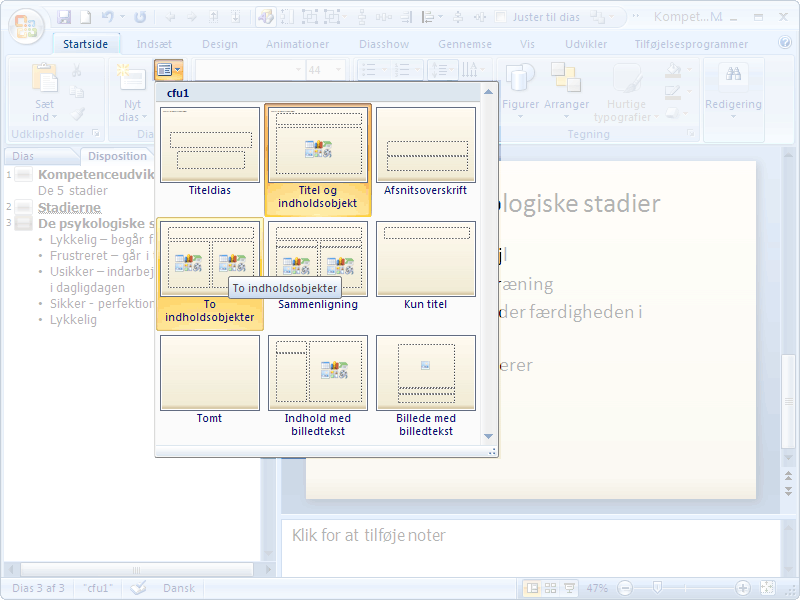 Juster til dias
Kompet...M...
Startside Indsæt Design Animationer Diasshow Gennemse Vis Udvikler Tilføjelsesprogrammer
44
Sæt ind
Nyt dias
Figurer Arranger Hurtige typografier
Redigering
Udklipsholder Dia
Tegning
cfu1
Titeldias
Titel og indholdsobjekt
Afsnitsoverskrift
To indholdsobjekter
To indholdsobjekter
Sammenligning
Kun titel
Tomt
Indhold med billedtekst
Billede med billedtekst
Dias Disposition
1 Kompetenceudvik
De 5 stadier
2 Stadierne
3 De psykologiske s
• Lykkelig – begår f
• Frustreret – går i
• Usikker – indarbej
i dagligdagen
• Sikker - perfektion
• Lykkelig
logiske stadier
jl
ræning
der færdigheden i
erer
Klik for at tilføje noter
Dias 3 af 3 "cfu1" Dansk 47%